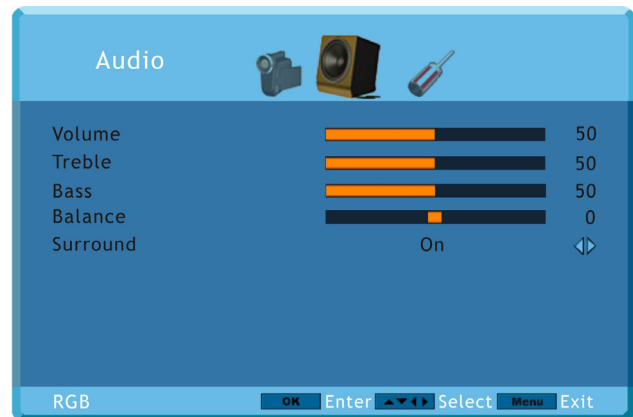 Audio
Volume 50
Treble 50
Bass 50
Balance 0
Surround On
RGB OK Enter Select Menu Exit